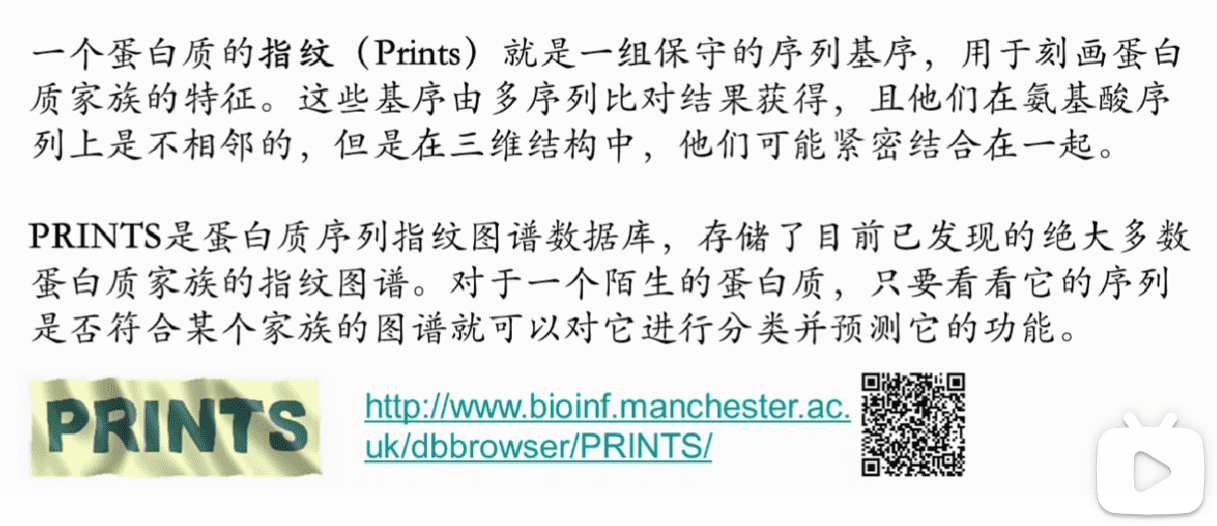 一个蛋白质的指纹（Prints）就是一组保守的序列基序，用于刻画蛋白
质家族的特征。这些基序由多序列比对结果获得，且他们在氨基酸序
列上是不相邻的，但是在三维结构中，他们可能紧密结合在一起。
PRINTS是蛋白质序列指纹图谱数据库，存储了目前已发现的绝大多数
蛋白质家族的指纹图谱。对于一个陌生的蛋白质，只要看看它的序列
是否符合某个家族的图谱就可以对它进行分类并预测它的功能。
PRINTS
http://www.bioinf.manchester.ac.
uk/dbbrowser/PRINTS/